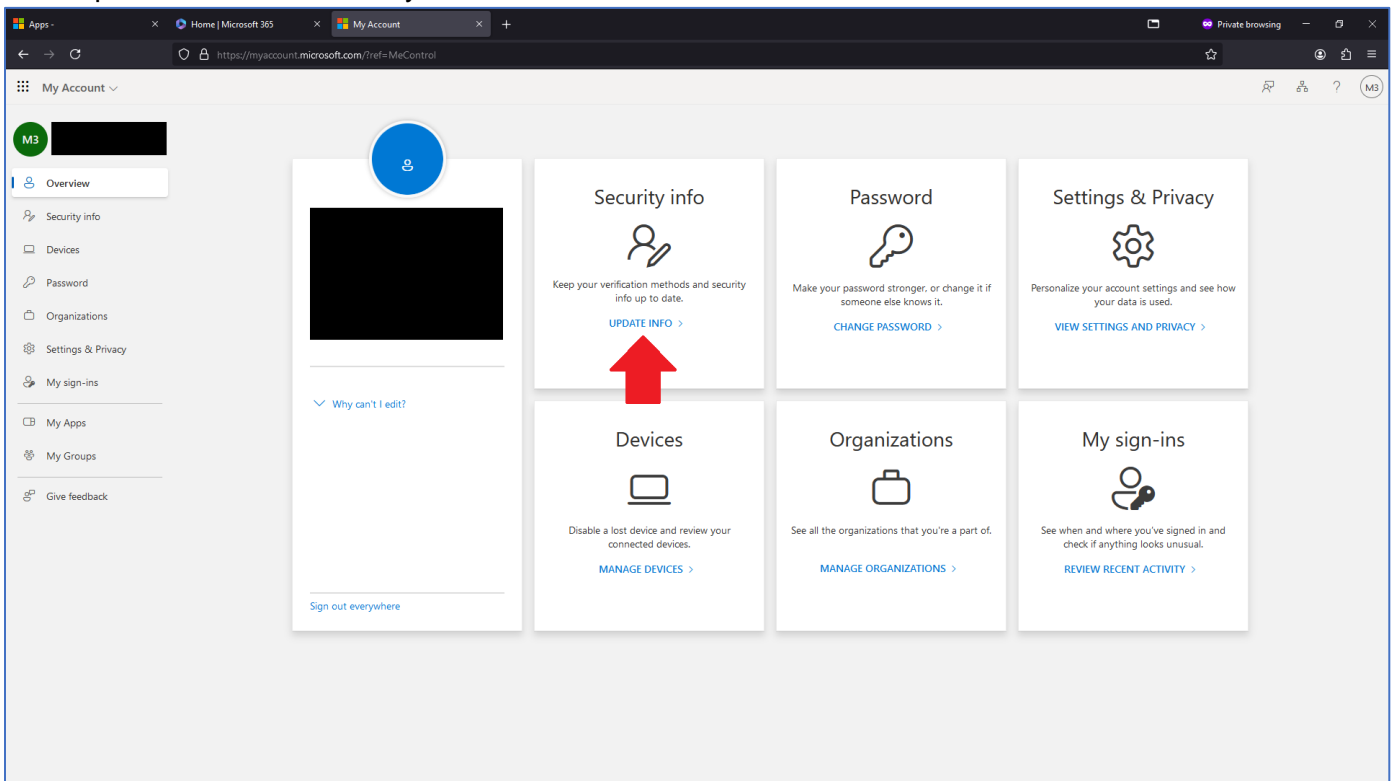 Apps -
Home | Microsoft 365
My Account
Private browsing
https://myaccount.microsoft.com/?ref=MeControl
My Account
M3
M3
Overview
Security info
Devices
Password
Organizations
Settings & Privacy
My sign-ins
My Apps
My Groups
Give feedback
Why can't I edit?
Sign out everywhere
Security info
Keep your verification methods and security
info up to date.
UPDATE INFO >
Password
Make your password stronger, or change it if
someone else knows it.
CHANGE PASSWORD >
Settings & Privacy
Personalize your account settings and see how
your data is used.
VIEW SETTINGS AND PRIVACY >
Devices
Disable a lost device and review your
connected devices.
MANAGE DEVICES >
Organizations
See all the organizations that you're a part of.
MANAGE ORGANIZATIONS >
My sign-ins
See when and where you've signed in and
check if anything looks unusual.
REVIEW RECENT ACTIVITY >